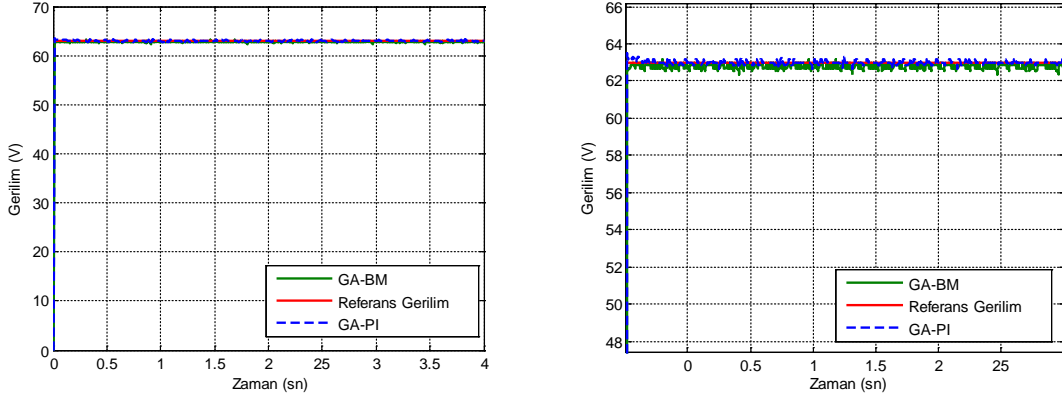 70
60
50
40
30
20
10
0
Gerilim (V)
0 0.5 1 1.5 2 25 3 3.5 4
Zaman (sn)
GA-BM
Referans Gerilim
GA-PI
66
64
62
60
58
56
54
52
50
48
Gerilim (V)
0 0.5 1 1.5 2 25
Zaman (sn)
GA-BM
Referans Gerilim
GA-PI